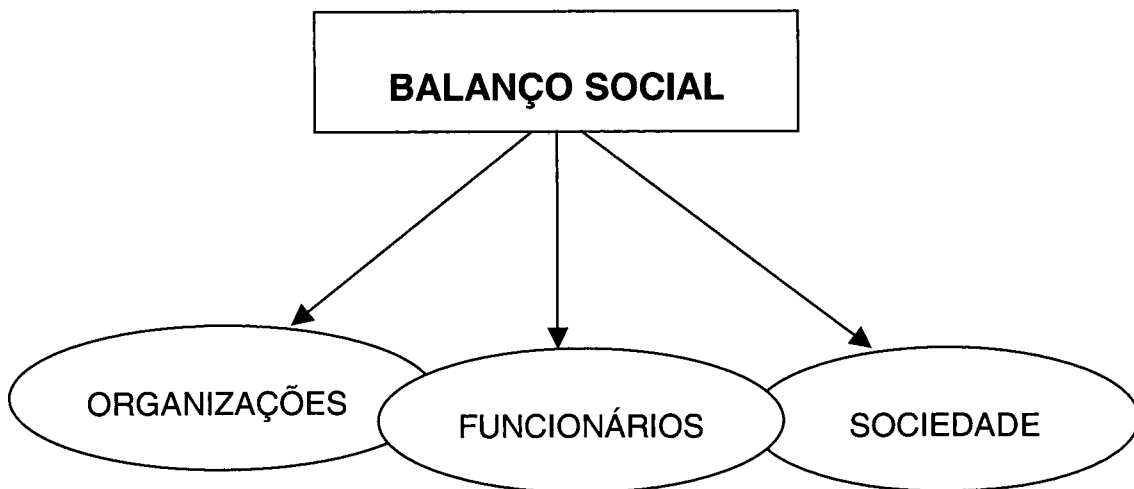 BALANÇO SOCIAL
ORGANIZAÇÕES
FUNCIONÁRIOS
SOCIEDADE